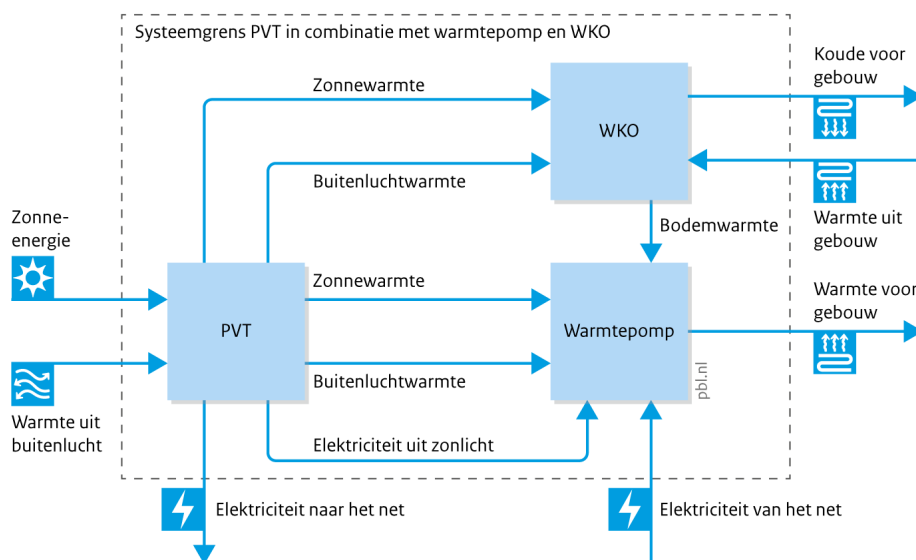 Systeemgrens PVT in combinatie met warmtepomp en WKO
Koude voor
gebouw
Zonnewarmte
WKO
Buitenluchtwarmte
Zonne-
energie
Warmte uit
gebouw
Bodemwarmte
Zonnewarmte
Warmte voor
gebouw
PVT
Warmtepomp
Buitenluchtwarmte
pbl.nl
Warmte uit
buitenlucht
Elektriciteit uit zonlicht
Elektriciteit naar het net
Elektriciteit van het net